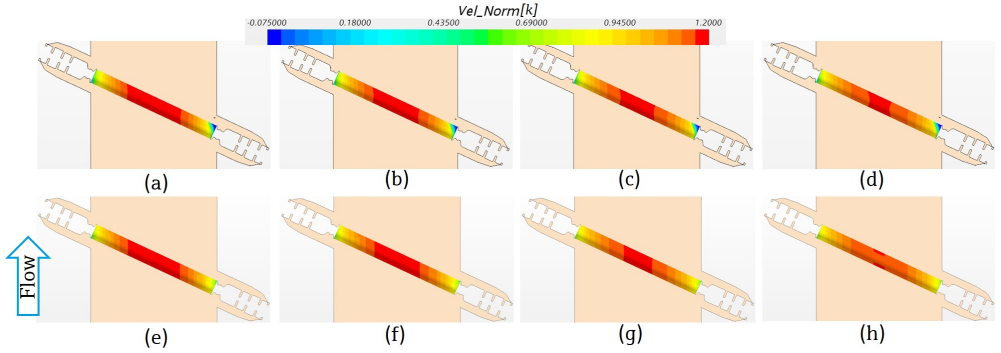 Vel_Norm[k]
-0.075000 0.18000 0.43500 0.69000 0.94500 1.2000
(a) (b) (c) (d)
Flow
(e) (f) (g) (h)